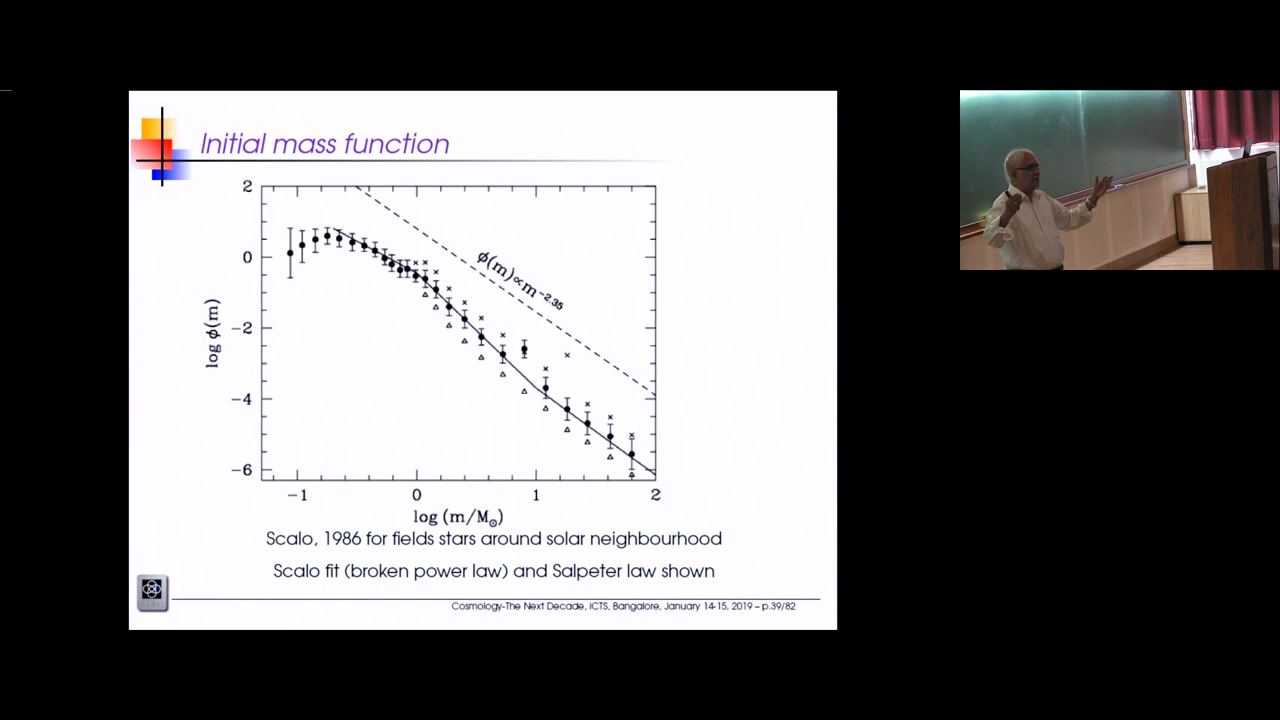 Initial mass function
2
0
−2
−4
−6
log ϕ(m)
ϕ(m)∝m^−2.35
−1 0 1 2
log (m/M⊙)
Scalo, 1986 for fields stars around solar neighbourhood
Scalo fit (broken power law) and Salpeter law shown
Cosmology-The Next Decade, ICTS, Bangalore, January 14-15, 2019 – p.39/82